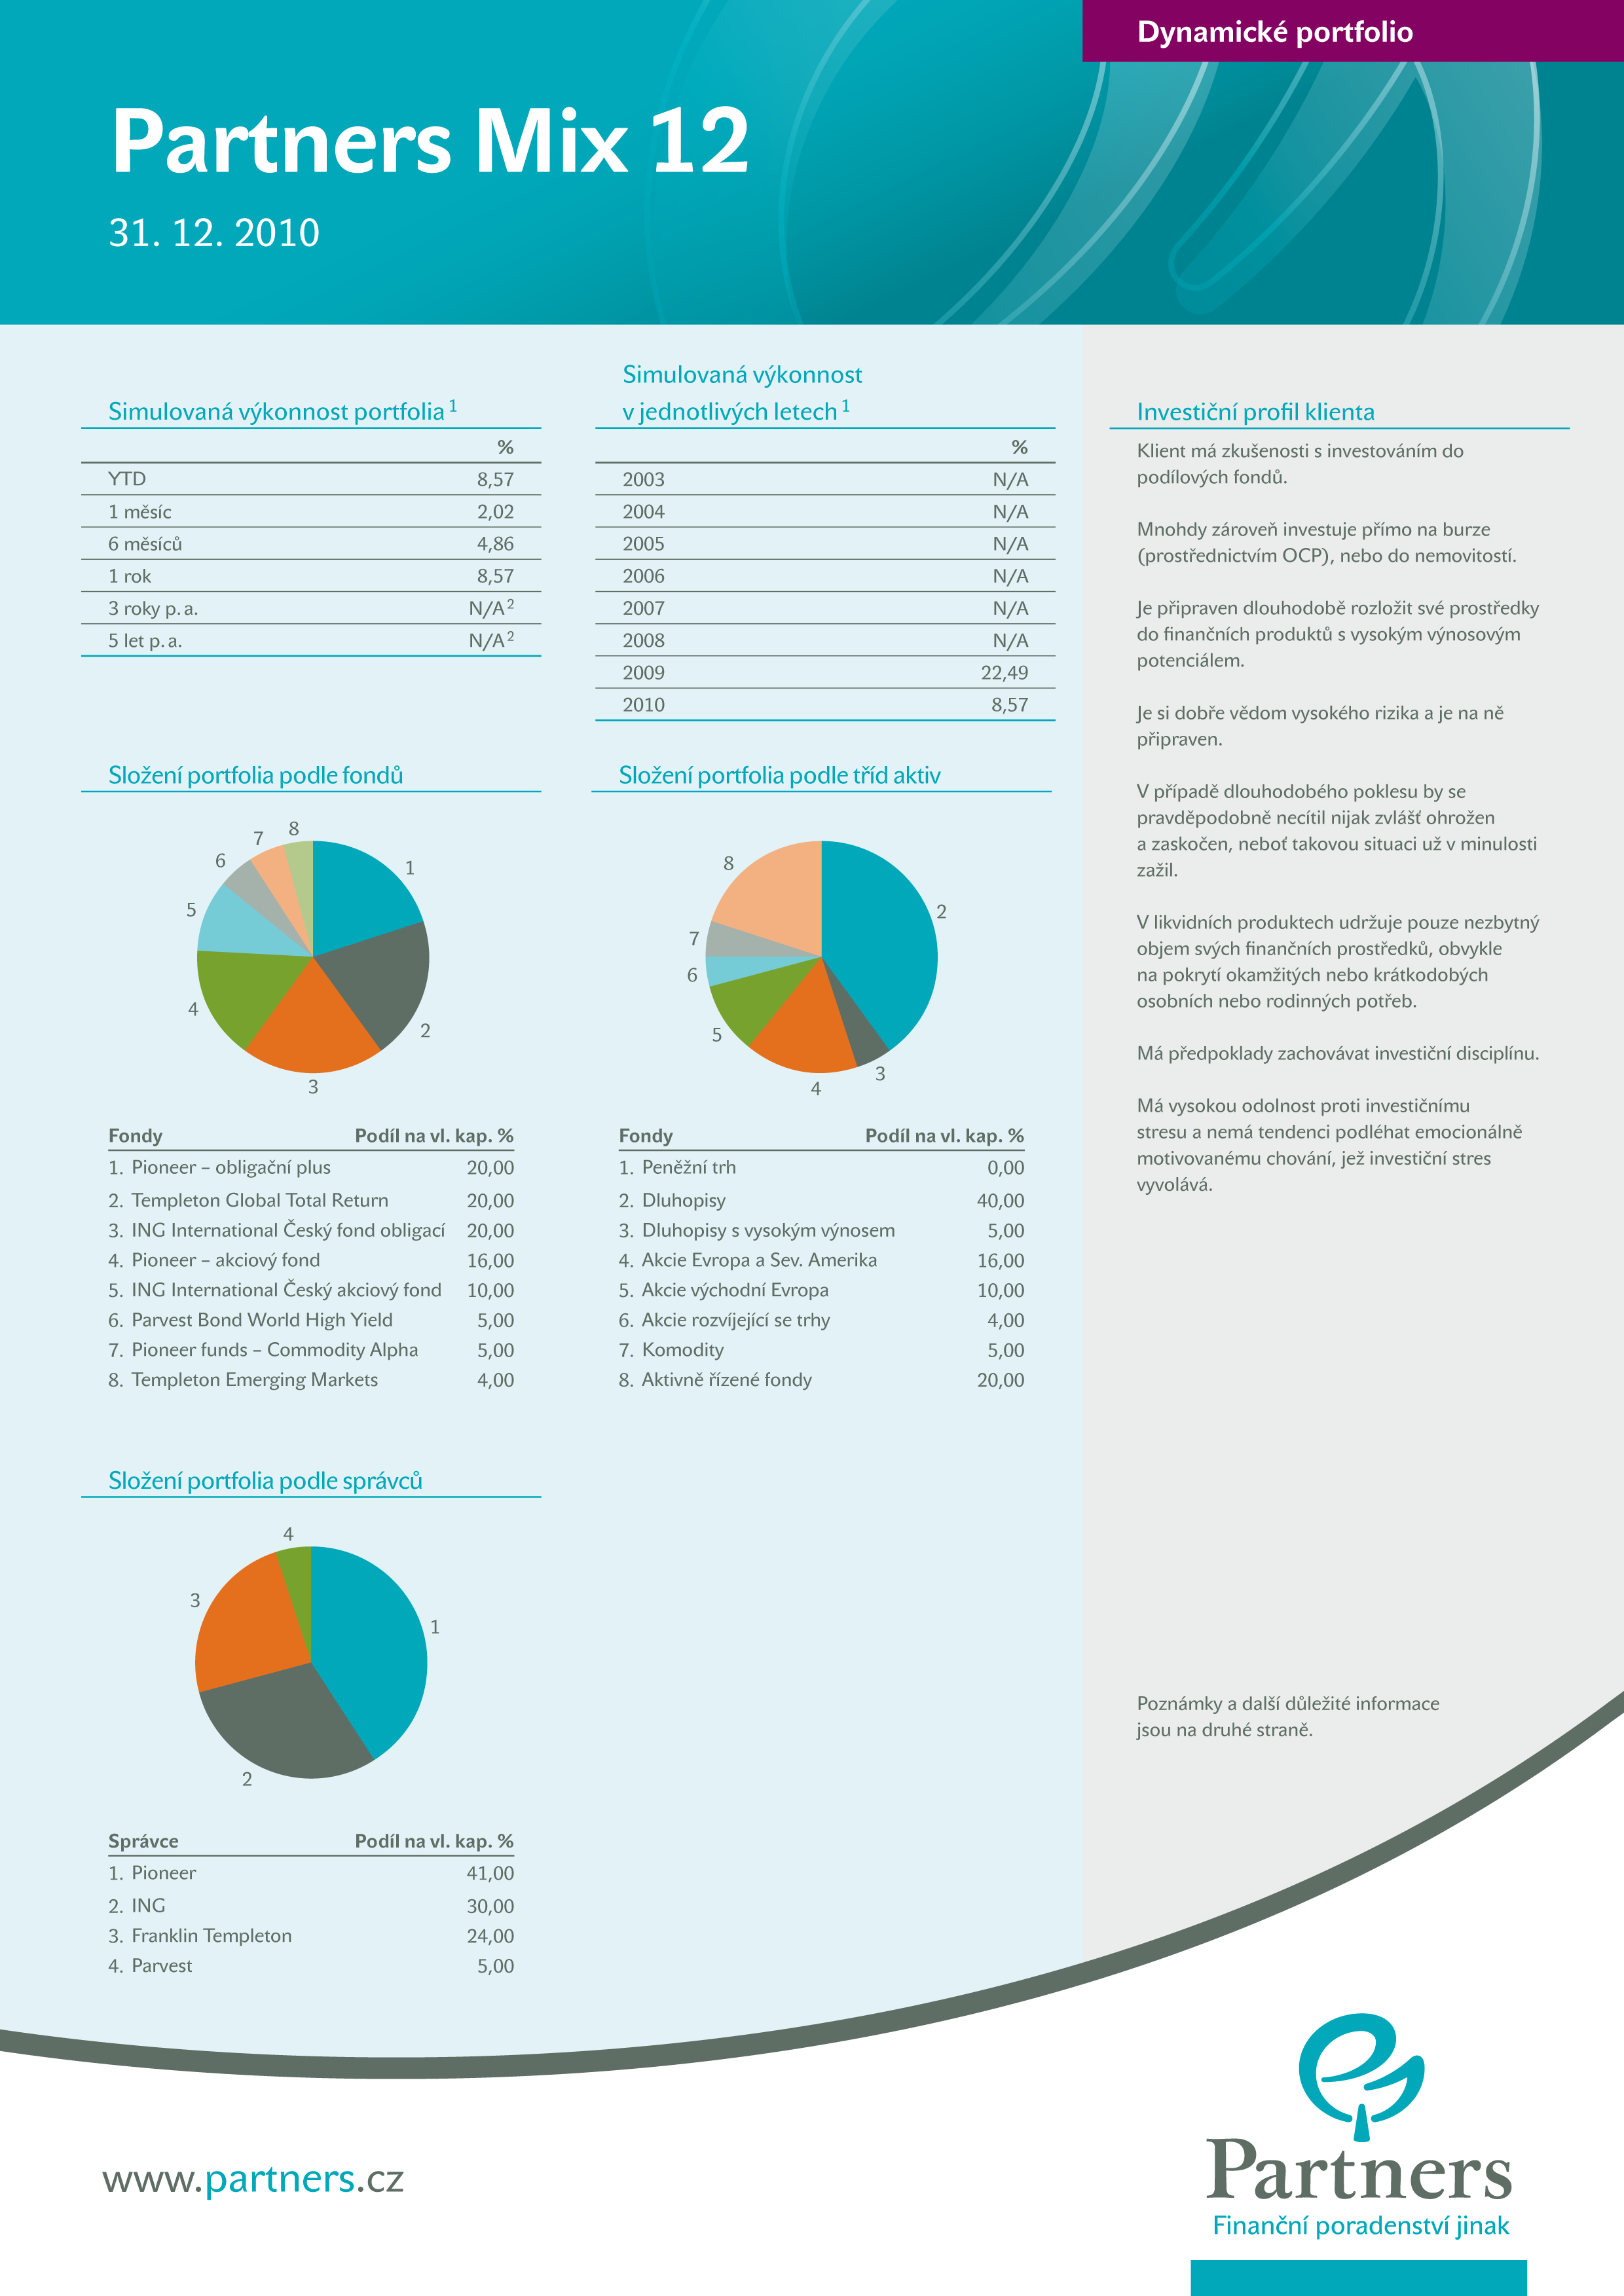 Dynamické portfolio
Partners Mix 12
31. 12. 2010
Simulovaná výkonnost portfolia 1
%
YTD 8,57
1 měsíc 2,02
6 měsíců 4,86
1 rok 8,57
3 roky p. a. N/A 2
5 let p. a. N/A 2
Simulovaná výkonnost
v jednotlivých letech 1
%
2003 N/A
2004 N/A
2005 N/A
2006 N/A
2007 N/A
2008 N/A
2009 22,49
2010 8,57
Složení portfolia podle fondů
8
7
6
1
5
4
2
3
Fondy Podíl na vl. kap. %
1. Pioneer – obligační plus 20,00
2. Templeton Global Total Return 20,00
3. ING International Český fond obligací 20,00
4. Pioneer – akciový fond 16,00
5. ING International Český akciový fond 10,00
6. Parvest Bond World High Yield 5,00
7. Pioneer funds – Commodity Alpha 5,00
8. Templeton Emerging Markets 4,00
Složení portfolia podle tříd aktiv
8
2
7
6
5
3
4
Fondy Podíl na vl. kap. %
1. Peněžní trh 0,00
2. Dluhopisy 40,00
3. Dluhopisy s vysokým výnosem 5,00
4. Akcie Evropa a Sev. Amerika 16,00
5. Akcie východní Evropa 10,00
6. Akcie rozvíjející se trhy 4,00
7. Komodity 5,00
8. Aktivně řízené fondy 20,00
Složení portfolia podle správců
4
3
1
2
Správce Podíl na vl. kap. %
1. Pioneer 41,00
2. ING 30,00
3. Franklin Templeton 24,00
4. Parvest 5,00
Investiční profil klienta
Klient má zkušenosti s investováním do
podílových fondů.
Mnohdy zároveň investuje přímo na burze
(prostřednictvím OCP), nebo do nemovitostí.
Je připraven dlouhodobě rozložit své prostředky
do finančních produktů s vysokým výnosovým
potenciálem.
Je si dobře vědom vysokého rizika a je na ně
připraven.
V případě dlouhodobého poklesu by se
pravděpodobně necítil nijak zvlášť ohrožen
a zaskočen, neboť takovou situaci už v minulosti
zažil.
V likvidních produktech udržuje pouze nezbytný
objem svých finančních prostředků, obvykle
na pokrytí okamžitých nebo krátkodobých
osobních nebo rodinných potřeb.
Má předpoklady zachovávat investiční disciplínu.
Má vysokou odolnost proti investičnímu
stresu a nemá tendenci podléhat emocionálně
motivovanému chování, jež investiční stres
vyvolává.
Poznámky a další důležité informace
jsou na druhé straně.
www.partners.cz
Partners
Finanční poradenství jinak